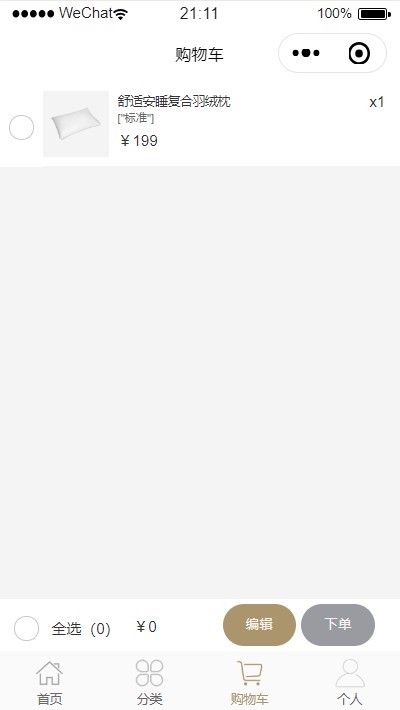 WeChat 21:11 100%
购物车
舒适安睡复合羽绒枕 x1
["标准"]
￥199
全选（0） ￥0 编辑 下单
首页 分类 购物车 个人